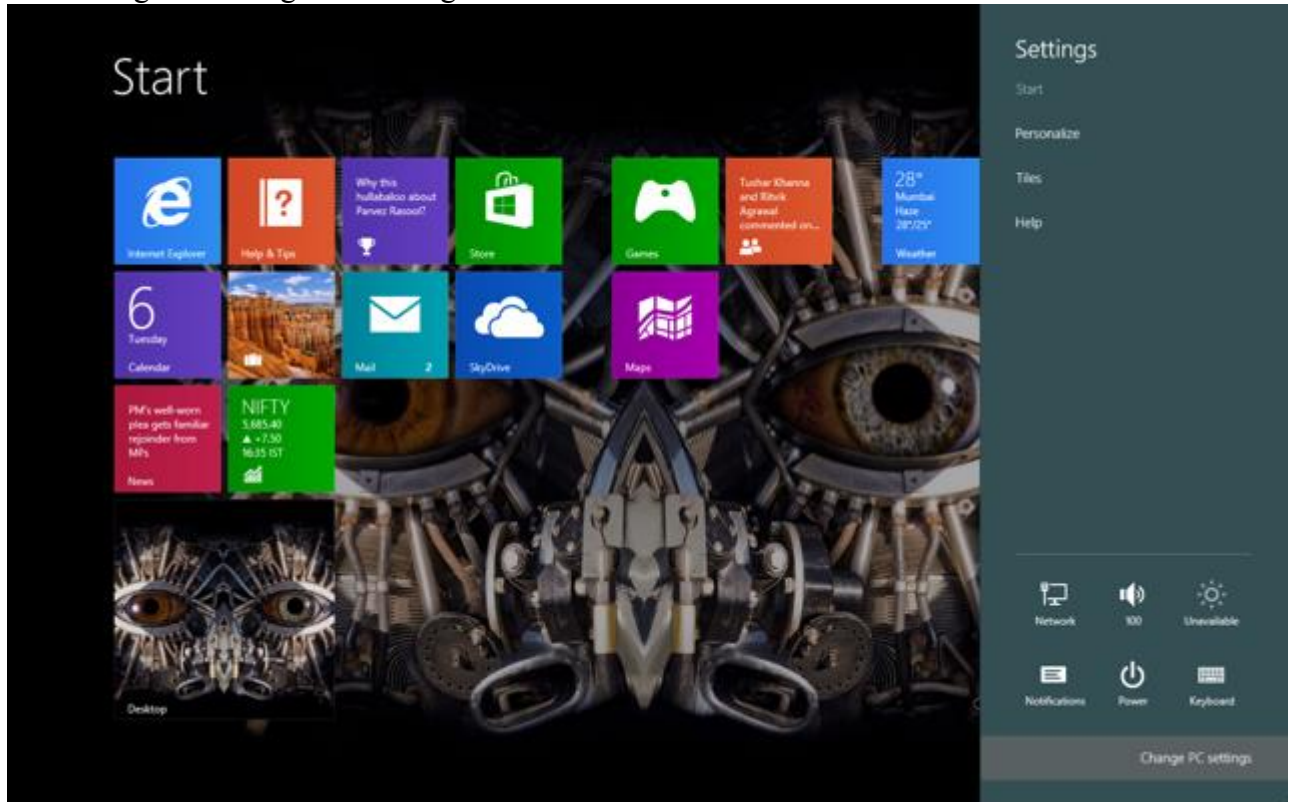 Start
Internet Explorer
Help & Tips
Why this
hullabaloo about
Parvez Rasool?
Store
Games
Tushar Khanna
and Ritvik
Agrawal
commented on...
28°
Mumbai
Haze
28°/25°
Weather
6
Tuesday
Calendar
Mail 2
SkyDrive
Maps
PM's well-worn
plea gets familiar
rejoinder from
MPs
News
NIFTY
5,685.40
▲ +7.50
16:35 IST
Desktop
Settings
Start
Personalize
Tiles
Help
Network
100
Unavailable
Notifications
Power
Keyboard
Change PC settings